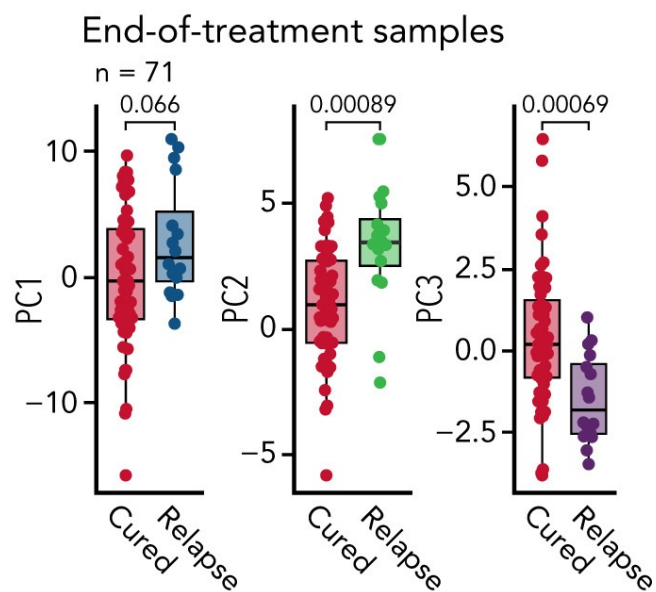 End-of-treatment samples
n = 71
0.066
0.00089
0.00069
PC1
10
0
−10
Cured
Relapse
PC2
5
0
−5
Cured
Relapse
PC3
5.0
2.5
0.0
−2.5
Cured
Relapse